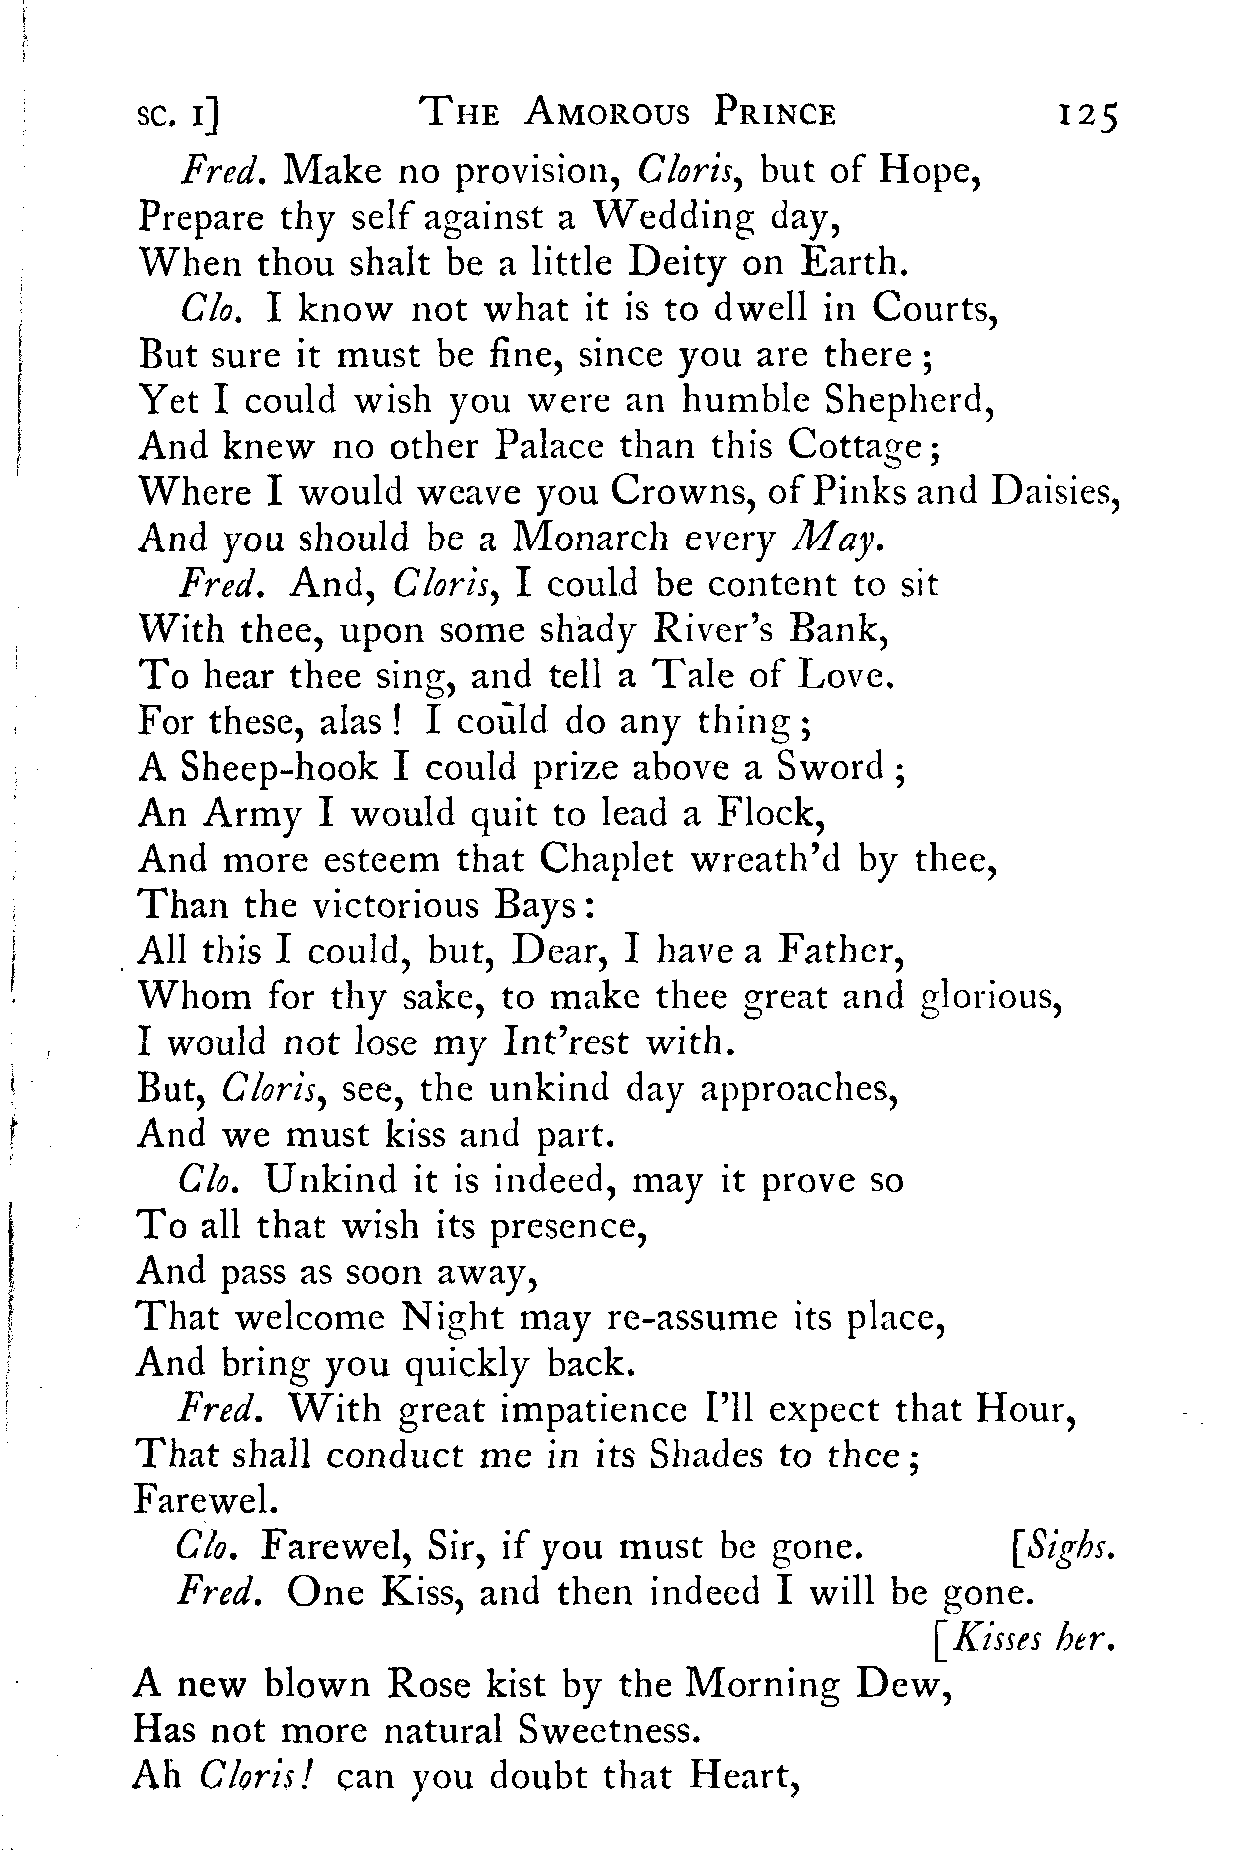 SC. I] THE AMOROUS PRINCE 125
Fred. Make no provision, Cloris, but of Hope,
Prepare thy self against a Wedding day,
When thou shalt be a little Deity on Earth.
Clo. I know not what it is to dwell in Courts,
But sure it must be fine, since you are there ;
Yet I could wish you were an humble Shepherd,
And knew no other Palace than this Cottage ;
Where I would weave you Crowns, of Pinks and Daisies,
And you should be a Monarch every May.
Fred. And, Cloris, I could be content to sit
With thee, upon some shady River's Bank,
To hear thee sing, and tell a Tale of Love.
For these, alas ! I could do any thing ;
A Sheep-hook I could prize above a Sword ;
An Army I would quit to lead a Flock,
And more esteem that Chaplet wreath'd by thee,
Than the victorious Bays :
All this I could, but, Dear, I have a Father,
Whom for thy sake, to make thee great and glorious,
I would not lose my Int'rest with.
But, Cloris, see, the unkind day approaches,
And we must kiss and part.
Clo. Unkind it is indeed, may it prove so
To all that wish its presence,
And pass as soon away,
That welcome Night may re-assume its place,
And bring you quickly back.
Fred. With great impatience I'll expect that Hour,
That shall conduct me in its Shades to thee ;
Farewel.
Clo. Farewel, Sir, if you must be gone. [Sighs.
Fred. One Kiss, and then indeed I will be gone.
[Kisses her.
A new blown Rose kist by the Morning Dew,
Has not more natural Sweetness.
Ah Cloris! can you doubt that Heart,